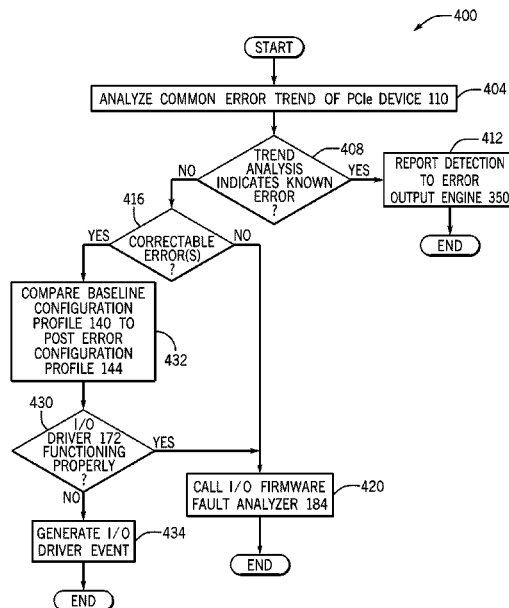 400
START
ANALYZE COMMON ERROR TREND OF PCIe DEVICE 110
404
408
TREND
ANALYSIS
INDICATES KNOWN
ERROR
?
NO
YES
412
REPORT DETECTION
TO ERROR
OUTPUT ENGINE 350
END
416
CORRECTABLE
ERROR(S)
?
YES
NO
COMPARE BASELINE
CONFIGURATION
PROFILE 140 TO
POST ERROR
CONFIGURATION
PROFILE 144
432
430
I/O
DRIVER 172
FUNCTIONING
PROPERLY
?
YES
NO
CALL I/O FIRMWARE
FAULT ANALYZER 184
420
GENERATE I/O
DRIVER EVENT
434
END
END